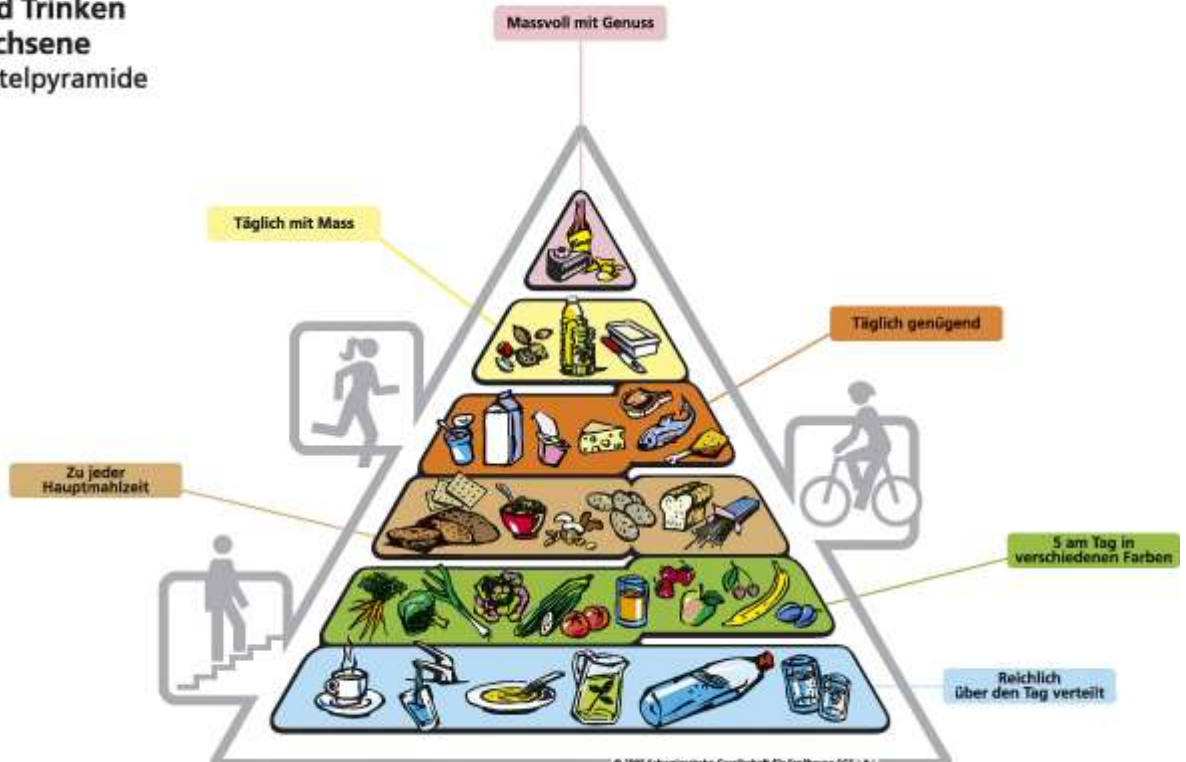 d Trinken
chsene
telpyramide
Massvoll mit Genuss
Täglich mit Mass
Täglich genügend
Zu jeder
Hauptmahlzeit
5 am Tag in
verschiedenen Farben
Reichlich
über den Tag verteilt